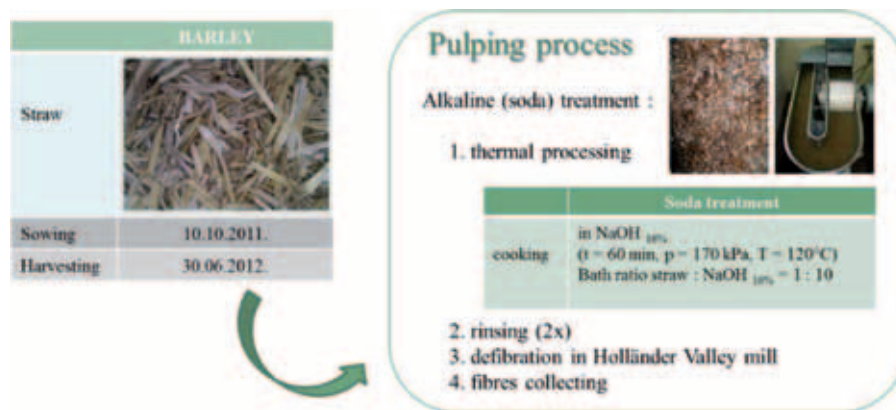 BARLEY
Straw
Sowing 10.10.2011.
Harvesting 30.06.2012.
Pulping process
Alkaline (soda) treatment :
1. thermal processing
Soda treatment
cooking
in NaOH 10%
(t = 60 min, p = 170 kPa, T = 120°C)
Bath ratio straw : NaOH 10% = 1 : 10
2. rinsing (2x)
3. defibration in Holländer Valley mill
4. fibres collecting